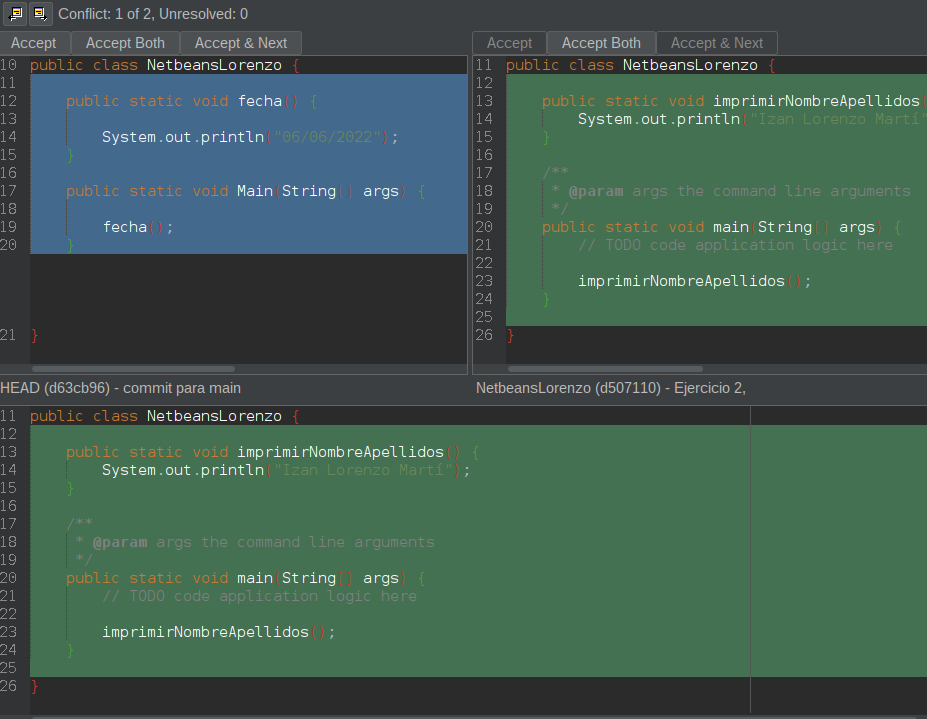 Conflict: 1 of 2, Unresolved: 0
Accept Accept Both Accept & Next
10 public class NetbeansLorenzo {
11
12 public static void fecha() {
13
14 System.out.println("06/06/2022");
15 }
16
17 public static void Main(String[] args) {
18
19 fecha();
20 }
21 }
HEAD (d63cb96) - commit para main
Accept Accept Both Accept & Next
11 public class NetbeansLorenzo {
12
13 public static void imprimirNombreApellidos(
14 System.out.println("Izan Lorenzo Martí"
15 }
16
17 /**
18 * @param args the command line arguments
19 */
20 public static void main(String[] args) {
21 // TODO code application logic here
22
23 imprimirNombreApellidos();
24 }
25
26 }
NetbeansLorenzo (d507110) - Ejercicio 2,
11 public class NetbeansLorenzo {
12
13 public static void imprimirNombreApellidos() {
14 System.out.println("Izan Lorenzo Martí");
15 }
16
17 /**
18 * @param args the command line arguments
19 */
20 public static void main(String[] args) {
21 // TODO code application logic here
22
23 imprimirNombreApellidos();
24 }
25
26 }